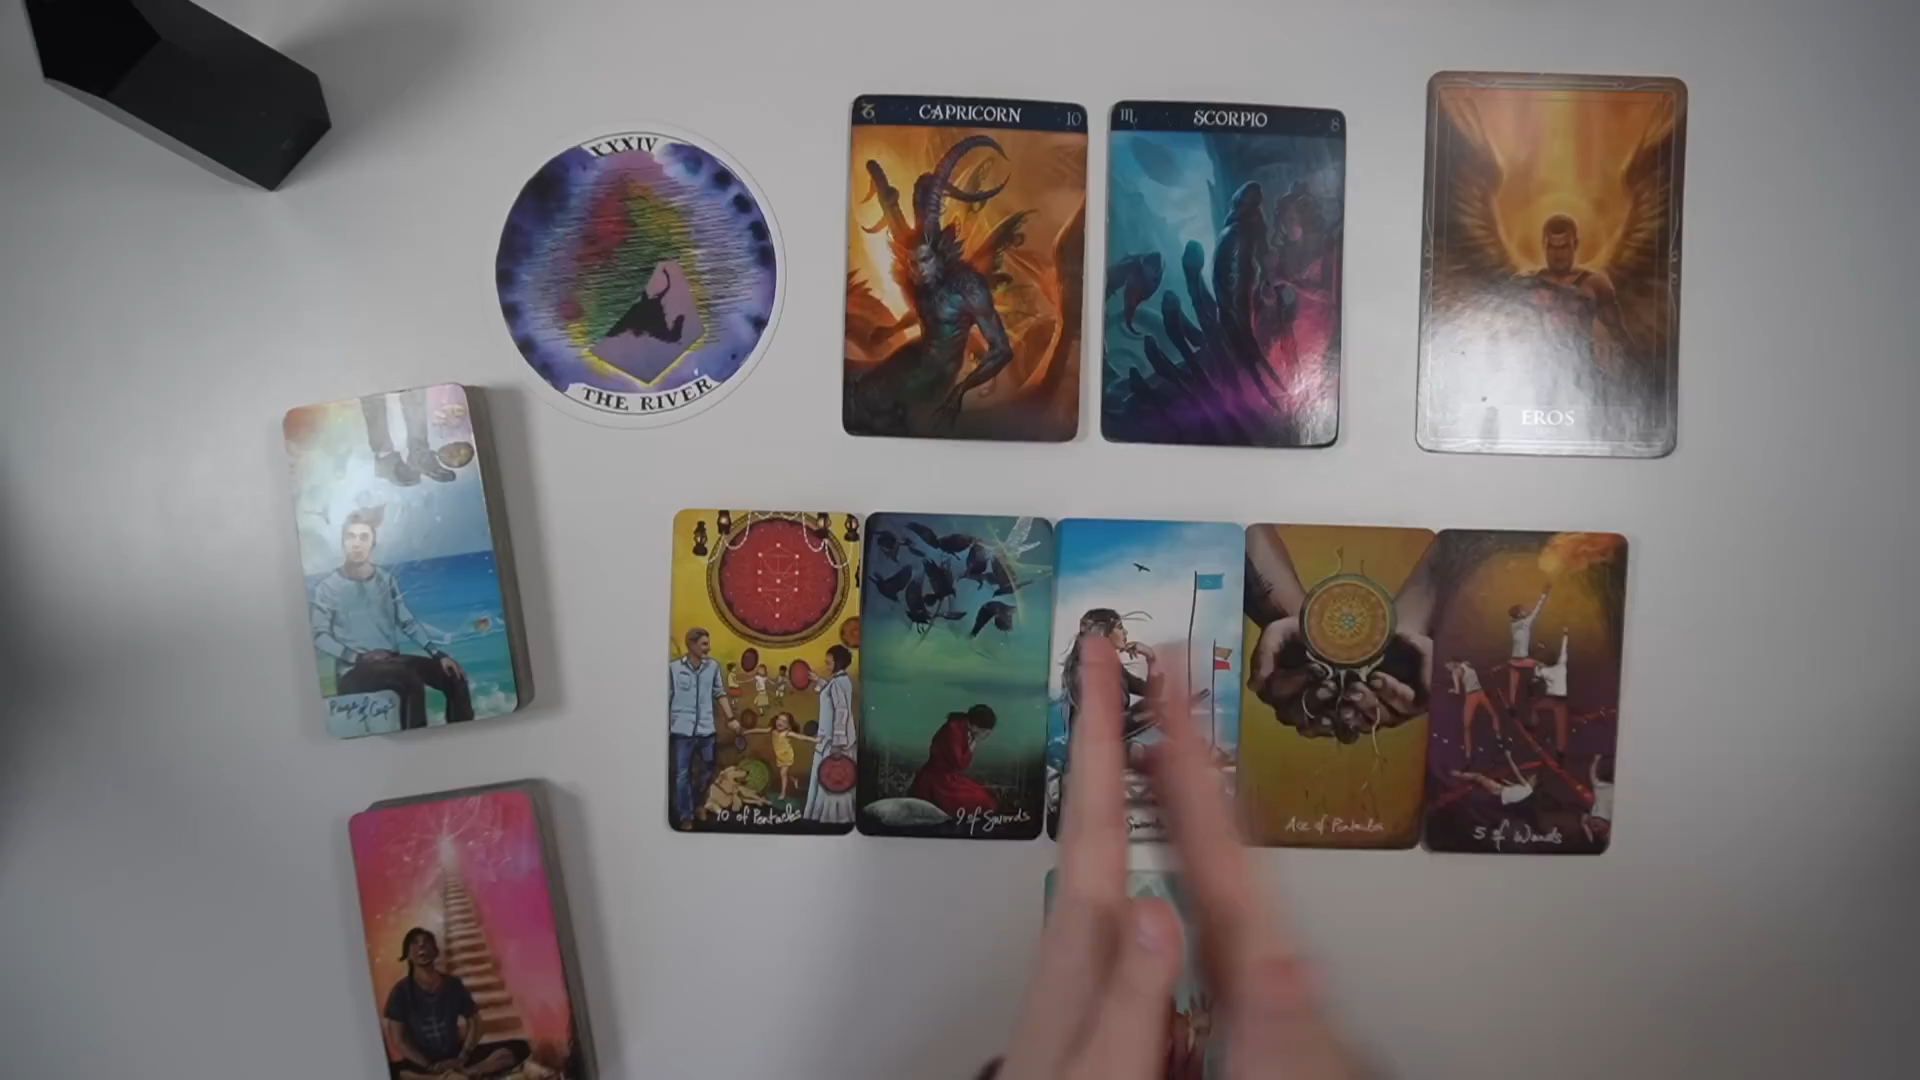 XXXIV
THE RIVER
CAPRICORN 10
SCORPIO 8
EROS
Page of Cups
10 of Pentacles
9 of Swords
Swords
Ace of Pentacles
5 of Wands